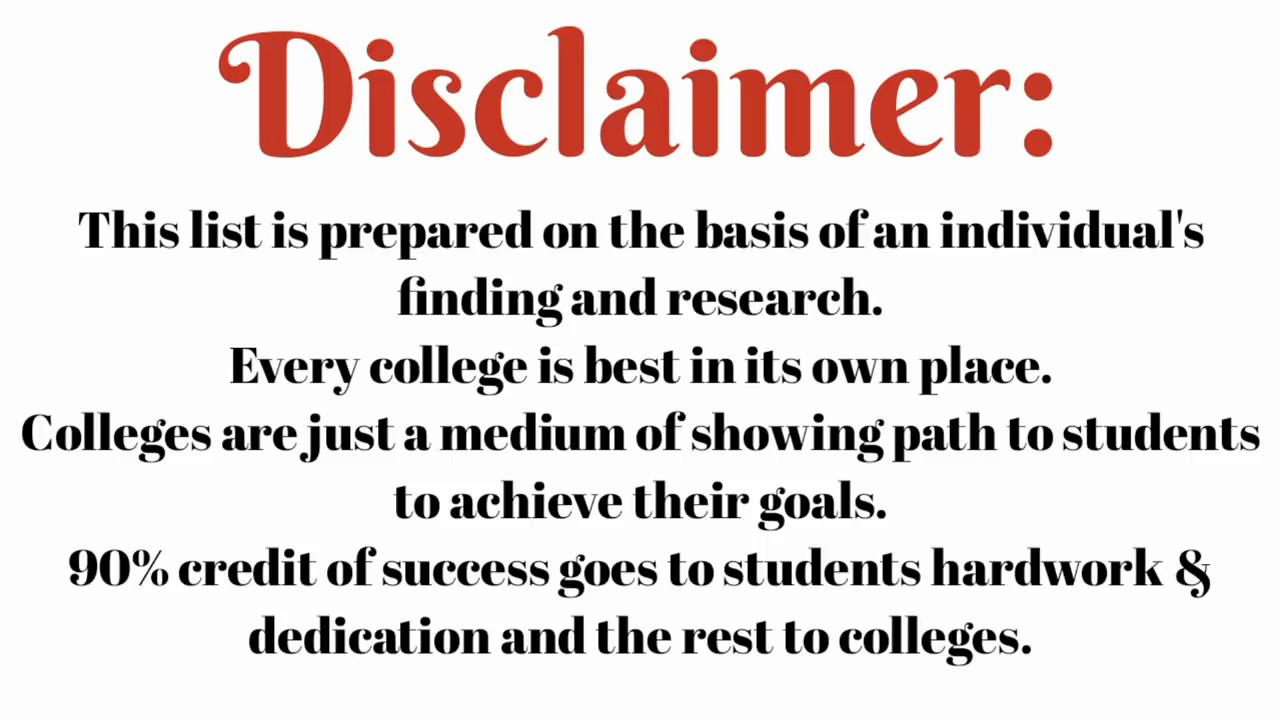 Disclaimer:
This list is prepared on the basis of an individual's
finding and research.
Every college is best in its own place.
Colleges are just a medium of showing path to students
to achieve their goals.
90% credit of success goes to students hardwork &
dedication and the rest to colleges.